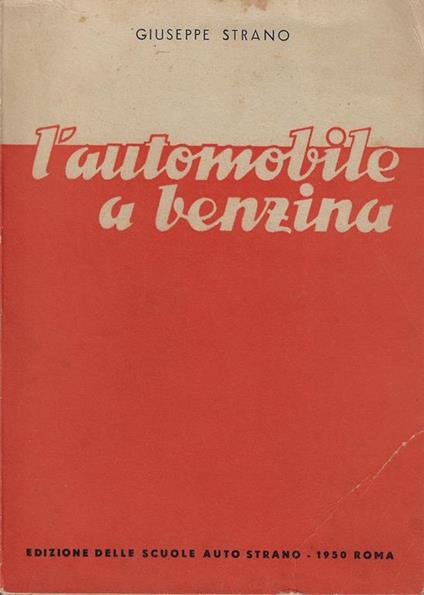 GIUSEPPE STRANO
l'automobile
a benzina
EDIZIONE DELLE SCUOLE AUTO STRANO - 1950 ROMA